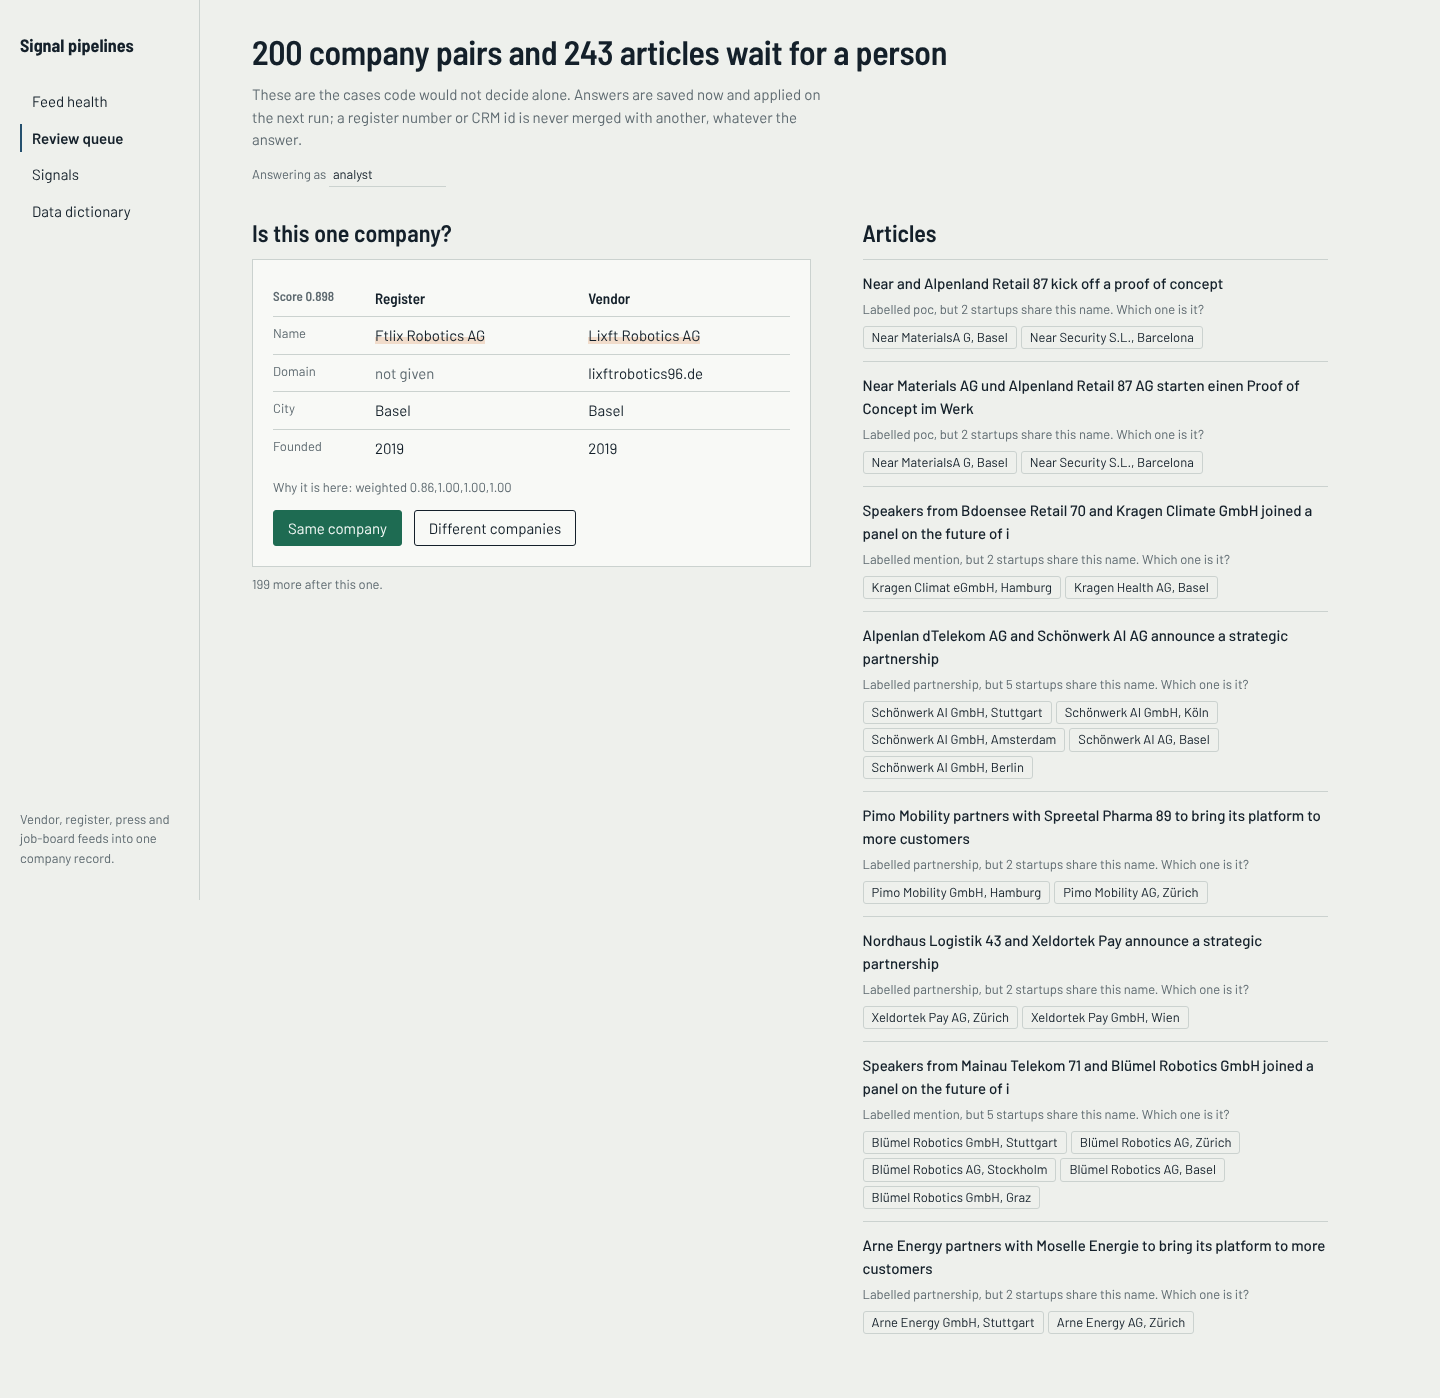 Signal pipelines
Feed health
Review queue
Signals
Data dictionary
Vendor, register, press and
job-board feeds into one
company record.
200 company pairs and 243 articles wait for a person
These are the cases code would not decide alone. Answers are saved now and applied on
the next run; a register number or CRM id is never merged with another, whatever the
answer.
Answering as analyst
Is this one company?
Score 0.898 Register Vendor
Name Ftlix Robotics AG Lixft Robotics AG
Domain not given lixftrobotics96.de
City Basel Basel
Founded 2019 2019
Why it is here: weighted 0.86,1.00,1.00,1.00
Same company Different companies
199 more after this one.
Articles
Near and Alpenland Retail 87 kick off a proof of concept
Labelled poc, but 2 startups share this name. Which one is it?
Near MaterialsA G, Basel Near Security S.L., Barcelona
Near Materials AG und Alpenland Retail 87 AG starten einen Proof of
Concept im Werk
Labelled poc, but 2 startups share this name. Which one is it?
Near MaterialsA G, Basel Near Security S.L., Barcelona
Speakers from Bdoensee Retail 70 and Kragen Climate GmbH joined a
panel on the future of i
Labelled mention, but 2 startups share this name. Which one is it?
Kragen Climat eGmbH, Hamburg Kragen Health AG, Basel
Alpenlan dTelekom AG and Schönwerk AI AG announce a strategic
partnership
Labelled partnership, but 5 startups share this name. Which one is it?
Schönwerk AI GmbH, Stuttgart Schönwerk AI GmbH, Köln
Schönwerk AI GmbH, Amsterdam Schönwerk AI AG, Basel
Schönwerk AI GmbH, Berlin
Pimo Mobility partners with Spreetal Pharma 89 to bring its platform to
more customers
Labelled partnership, but 2 startups share this name. Which one is it?
Pimo Mobility GmbH, Hamburg Pimo Mobility AG, Zürich
Nordhaus Logistik 43 and Xeldortek Pay announce a strategic
partnership
Labelled partnership, but 2 startups share this name. Which one is it?
Xeldortek Pay AG, Zürich Xeldortek Pay GmbH, Wien
Speakers from Mainau Telekom 71 and Blümel Robotics GmbH joined a
panel on the future of i
Labelled mention, but 5 startups share this name. Which one is it?
Blümel Robotics GmbH, Stuttgart Blümel Robotics AG, Zürich
Blümel Robotics AG, Stockholm Blümel Robotics AG, Basel
Blümel Robotics GmbH, Graz
Arne Energy partners with Moselle Energie to bring its platform to more
customers
Labelled partnership, but 2 startups share this name. Which one is it?
Arne Energy GmbH, Stuttgart Arne Energy AG, Zürich